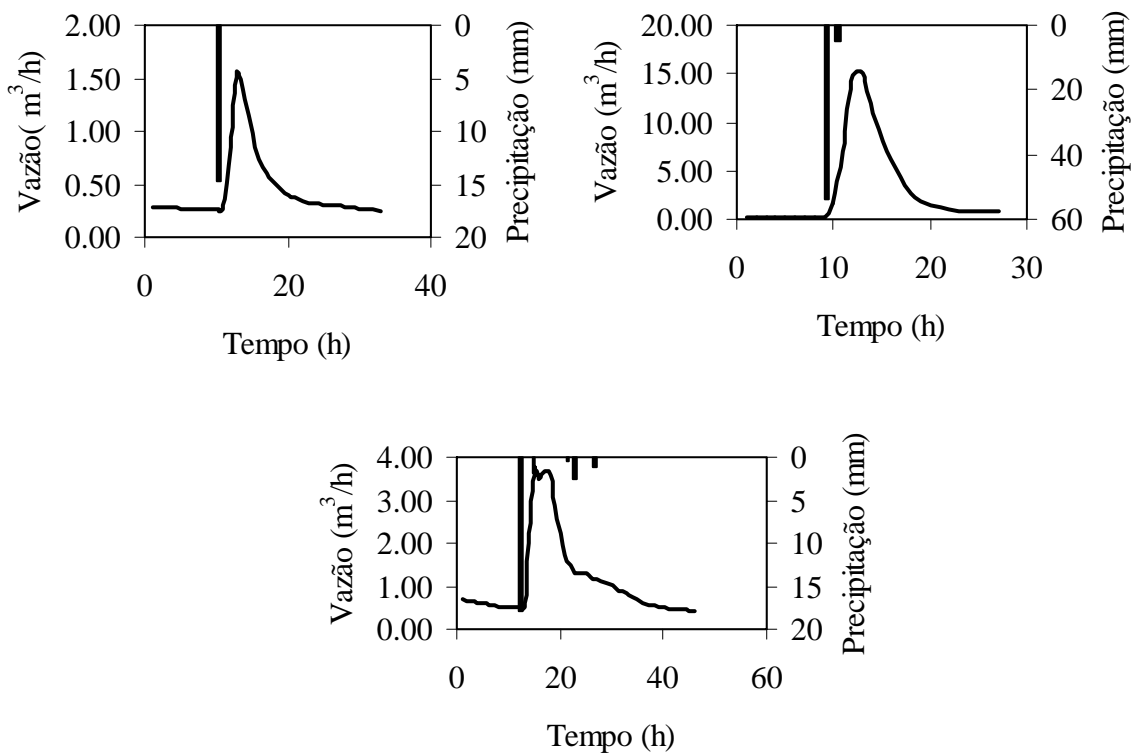 Vazão( m³/h)
2.00
1.50
1.00
0.50
0.00
0
5
10
15
20
Precipitação (mm)
0 20 40
Tempo (h)
Vazão (m³/h)
20.00
15.00
10.00
5.00
0.00
0
20
40
60
Precipitação (mm)
0 10 20 30
Tempo (h)
Vazão (m³/h)
4.00
3.00
2.00
1.00
0.00
0
5
10
15
20
Precipitação (mm)
0 20 40 60
Tempo (h)